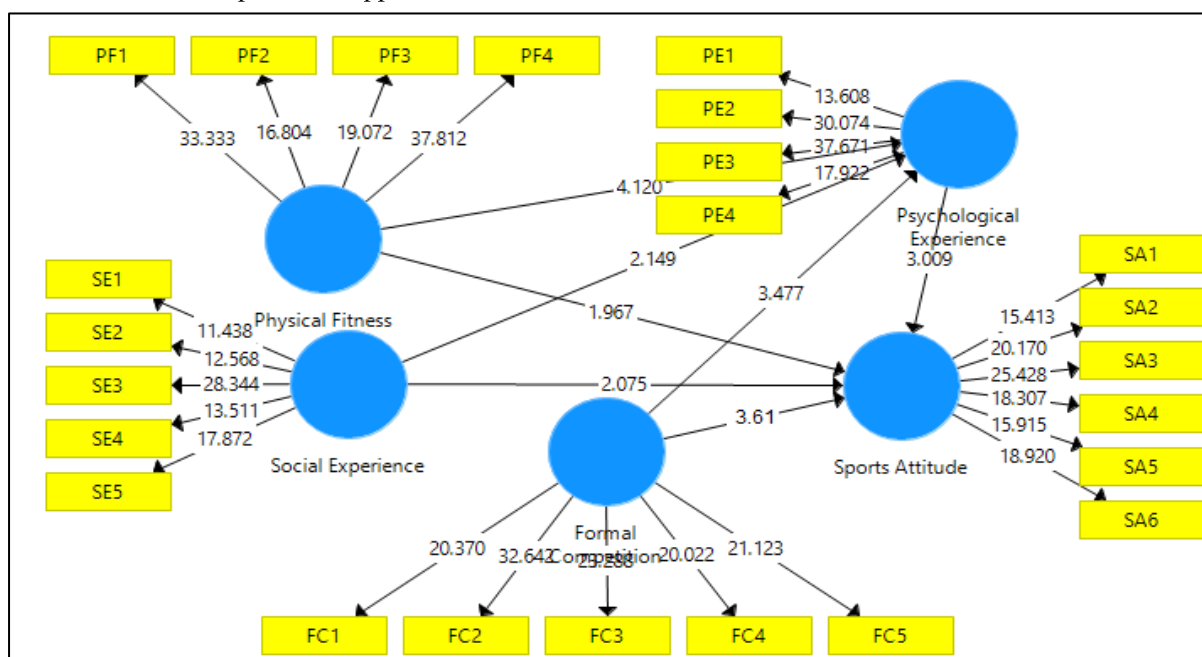 PF1
PF2
PF3
PF4
33.333
16.804
19.072
37.812
Physical Fitness
PE1
PE2
PE3
PE4
13.608
30.074
37.671
17.922
Psychological
Experience
4.120
2.149
3.477
1.967
3.009
2.075
3.61
SE1
SE2
SE3
SE4
SE5
11.438
12.568
28.344
13.511
17.872
Social Experience
SA1
SA2
SA3
SA4
SA5
SA6
15.413
20.170
25.428
18.307
15.915
18.920
Sports Attitude
Formal
Competition
20.370
20.022
21.123
FC1
FC2
FC3
FC4
FC5